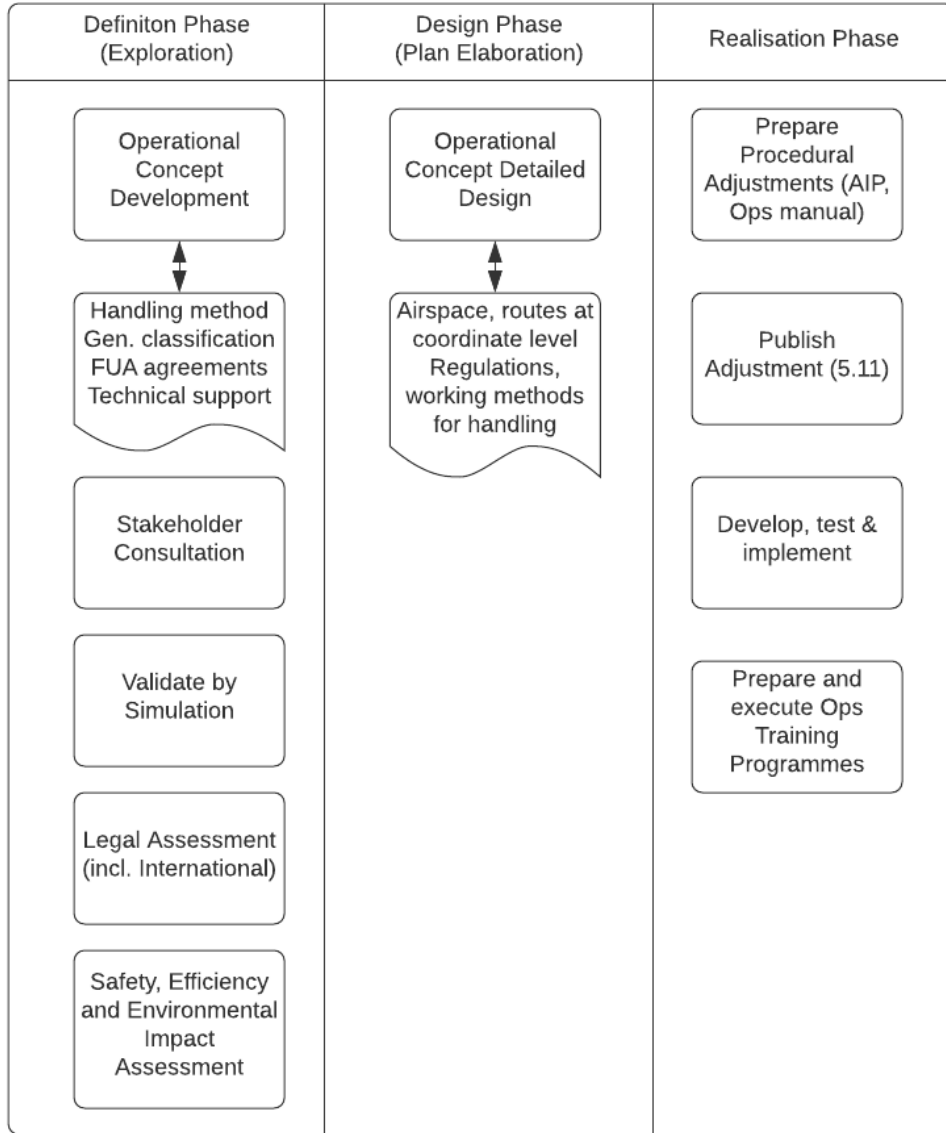 Definiton Phase
(Exploration)
Design Phase
(Plan Elaboration)
Realisation Phase
Operational
Concept
Development
Handling method
Gen. classification
FUA agreements
Technical support
Stakeholder
Consultation
Validate by
Simulation
Legal Assessment
(incl. International)
Safety, Efficiency
and Environmental
Impact
Assessment
Operational
Concept Detailed
Design
Airspace, routes at
coordinate level
Regulations,
working methods
for handling
Prepare
Procedural
Adjustments (AIP,
Ops manual)
Publish
Adjustment (5.11)
Develop, test &
implement
Prepare and
execute Ops
Training
Programmes